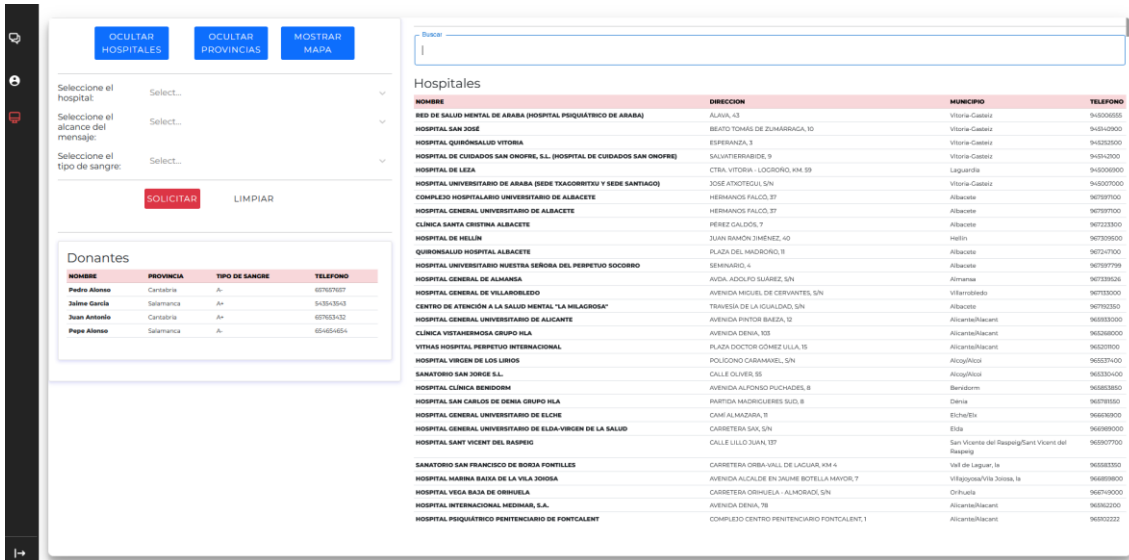 OCULTAR HOSPITALES
OCULTAR PROVINCIAS
MOSTRAR MAPA
Seleccione el hospital:
Select...
Seleccione el alcance del mensaje:
Select...
Seleccione el tipo de sangre:
Select...
SOLICITAR
LIMPIAR
Donantes
NOMBRE PROVINCIA TIPO DE SANGRE TELEFONO
Pedro Alonso Cantabria A- 657657657
Jaime Garcia Salamanca A+ 543543543
Juan Antonio Cantabria A+ 657653432
Pepe Alonso Salamanca A- 654654654
Buscar
Hospitales
NOMBRE DIRECCION MUNICIPIO TELEFONO
RED DE SALUD MENTAL DE ARABA (HOSPITAL PSIQUIÁTRICO DE ARABA) ÁLAVA, 43 Vitoria-Gasteiz 945006555
HOSPITAL SAN JOSÉ BEATO TOMÁS DE ZUMÁRRAGA, 10 Vitoria-Gasteiz 945140900
HOSPITAL QUIRÓNSALUD VITORIA ESPERANZA, 3 Vitoria-Gasteiz 945252500
HOSPITAL DE CUIDADOS SAN ONOFRE, S.L. (HOSPITAL DE CUIDADOS SAN ONOFRE) SALVATIERRABIDE, 9 Vitoria-Gasteiz 945142100
HOSPITAL DE LEZA CTRA. VITORIA - LOGROÑO, KM. 59 Laguardia 945006900
HOSPITAL UNIVERSITARIO DE ARABA (SEDE TXAGORRITXU Y SEDE SANTIAGO) JOSÉ ATXOTEGUI, S/N Vitoria-Gasteiz 945007000
COMPLEJO HOSPITALARIO UNIVERSITARIO DE ALBACETE HERMANOS FALCÓ, 37 Albacete 967597100
HOSPITAL GENERAL UNIVERSITARIO DE ALBACETE HERMANOS FALCÓ, 37 Albacete 967597100
CLÍNICA SANTA CRISTINA ALBACETE PÉREZ GALDÓS, 7 Albacete 967223300
HOSPITAL DE HELLÍN JUAN RAMÓN JIMÉNEZ, 40 Hellín 967309500
QUIRONSALUD HOSPITAL ALBACETE PLAZA DEL MADROÑO, 11 Albacete 967247100
HOSPITAL UNIVERSITARIO NUESTRA SEÑORA DEL PERPETUO SOCORRO SEMINARIO, 4 Albacete 967597799
HOSPITAL GENERAL DE ALMANSA AVDA. ADOLFO SUÁREZ, S/N Almansa 967339526
HOSPITAL GENERAL DE VILLAROBLEDO AVENIDA MIGUEL DE CERVANTES, S/N Villarrobledo 967133000
CENTRO DE ATENCIÓN A LA SALUD MENTAL "LA MILAGROSA" TRAVESÍA DE LA IGUALDAD, S/N Albacete 967192350
HOSPITAL GENERAL UNIVERSITARIO DE ALICANTE AVENIDA PINTOR BAEZA, 12 Alicante/Alacant 965933000
CLÍNICA VISTAHERMOSA GRUPO HLA AVENIDA DENIA, 103 Alicante/Alacant 965268000
VITHAS HOSPITAL PERPETUO INTERNACIONAL PLAZA DOCTOR GÓMEZ ULLA, 15 Alicante/Alacant 965201100
HOSPITAL VIRGEN DE LOS LIRIOS POLÍGONO CARAMANXEL, S/N Alcoy/Alcoi 965537400
SANATORIO SAN JORGE S.L. CALLE OLIVER, 55 Alcoy/Alcoi 965330400
HOSPITAL CLÍNICA BENIDORM AVENIDA ALFONSO PUCHADES, 8 Benidorm 965853850
HOSPITAL SAN CARLOS DE DENIA GRUPO HLA PARTIDA MADRIGUERES SUD, 8 Dénia 965781550
HOSPITAL GENERAL UNIVERSITARIO DE ELCHE CAMÍ ALMAZARA, 11 Elche/Elx 966616900
HOSPITAL GENERAL UNIVERSITARIO DE ELDA-VIRGEN DE LA SALUD CARRETERA SAX, S/N Elda 966989000
HOSPITAL SANT VICENT DEL RASPEIG CALLE LILLO JUAN, 137 San Vicente del Raspeig/Sant Vicent del Raspeig 965907700
SANATORIO SAN FRANCISCO DE BORJA FONTILLES CARRETERA ORBA-VALL DE LAGUAR, KM 4 Vall de Laguar, la 965583350
HOSPITAL MARINA BAIXA DE LA VILA JOIOSA AVENIDA ALCALDE EN JAUME BOTELLA MAYOR, 7 Villajoyosa/Vila Joiosa, la 966859800
HOSPITAL VEGA BAJA DE ORIHUELA CARRETERA ORIHUELA - ALMORADÍ, S/N Orihuela 966749000
HOSPITAL INTERNACIONAL MEDIMAR, S.A. AVENIDA DENIA, 78 Alicante/Alacant 965162200
HOSPITAL PSIQUIÁTRICO PENITENCIARIO DE FONTCALENT COMPLEJO CENTRO PENITENCIARIO FONTCALENT, 1 Alicante/Alacant 965102222